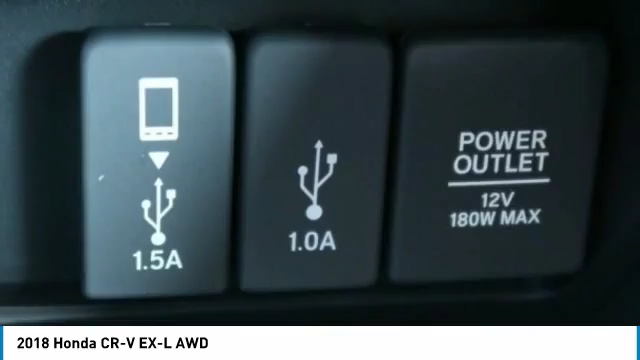 1.5A
1.0A
POWER
OUTLET
12V
180W MAX
2018 Honda CR-V EX-L AWD